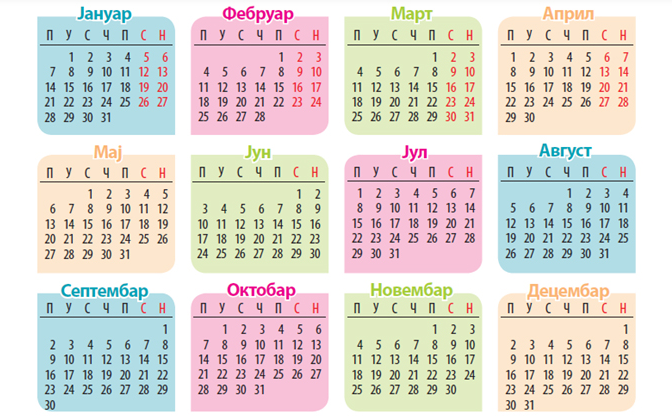 Јануар
П У С Ч П С Н
1 2 3 4 5 6
7 8 9 10 11 12 13
14 15 16 17 18 19 20
21 22 23 24 25 26 27
28 29 30 31
Фебруар
П У С Ч П С Н
1 2 3
4 5 6 7 8 9 10
11 12 13 14 15 16 17
18 19 20 21 22 23 24
25 26 27 28
Март
П У С Ч П С Н
1 2 3
4 5 6 7 8 9 10
11 12 13 14 15 16 17
18 19 20 21 22 23 24
25 26 27 28 29 30 31
Април
П У С Ч П С Н
1 2 3 4 5 6 7
8 9 10 11 12 13 14
15 16 17 18 19 20 21
22 23 24 25 26 27 28
29 30
Мај
П У С Ч П С Н
1 2 3 4 5
6 7 8 9 10 11 12
13 14 15 16 17 18 19
20 21 22 23 24 25 26
27 28 29 30 31
Јун
П У С Ч П С Н
1 2
3 4 5 6 7 8 9
10 11 12 13 14 15 16
17 18 19 20 21 22 23
24 25 26 27 28 29 30
Јул
П У С Ч П С Н
1 2 3 4 5 6 7
8 9 10 11 12 13 14
15 16 17 18 19 20 21
22 23 24 25 26 27 28
29 30 31
Август
П У С Ч П С Н
1 2 3 4
5 6 7 8 9 10 11
12 13 14 15 16 17 18
19 20 21 22 23 24 25
26 27 28 29 30 31
Септембар
П У С Ч П С Н
1
2 3 4 5 6 7 8
9 10 11 12 13 14 15
16 17 18 19 20 21 22
23 24 25 26 27 28 29
30
Октобар
П У С Ч П С Н
1 2 3 4 5 6
7 8 9 10 11 12 13
14 15 16 17 18 19 20
21 22 23 24 25 26 27
28 29 30 31
Новембар
П У С Ч П С Н
1 2 3
4 5 6 7 8 9 10
11 12 13 14 15 16 17
18 19 20 21 22 23 24
25 26 27 28 29 30
Децембар
П У С Ч П С Н
1
2 3 4 5 6 7 8
9 10 11 12 13 14 15
16 17 18 19 20 21 22
23 24 25 26 27 28 29
30 31